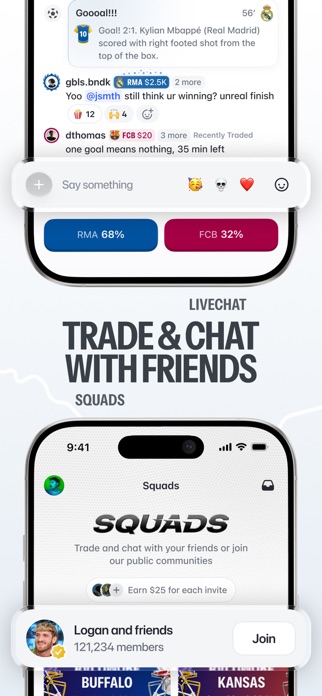 Goooal!!!
56'
Goal! 2:1. Kylian Mbappé (Real Madrid)
scored with right footed shot from the
top of the box.
10
gbls.bndk RMA $2.5K 2 more
Yoo @jsmth still think ur winning? unreal finish
12
4
dthomas FCB $20 3 more Recently Traded
one goal means nothing, 35 min left
Say something
RMA 68%
FCB 32%
LIVECHAT
TRADE & CHAT
WITH FRIENDS
SQUADS
9:41
Squads
SQUADS
Trade and chat with your friends or join
our public communities
Earn $25 for each invite
Logan and friends
121,234 members
Join
BUFFALO
KANSAS